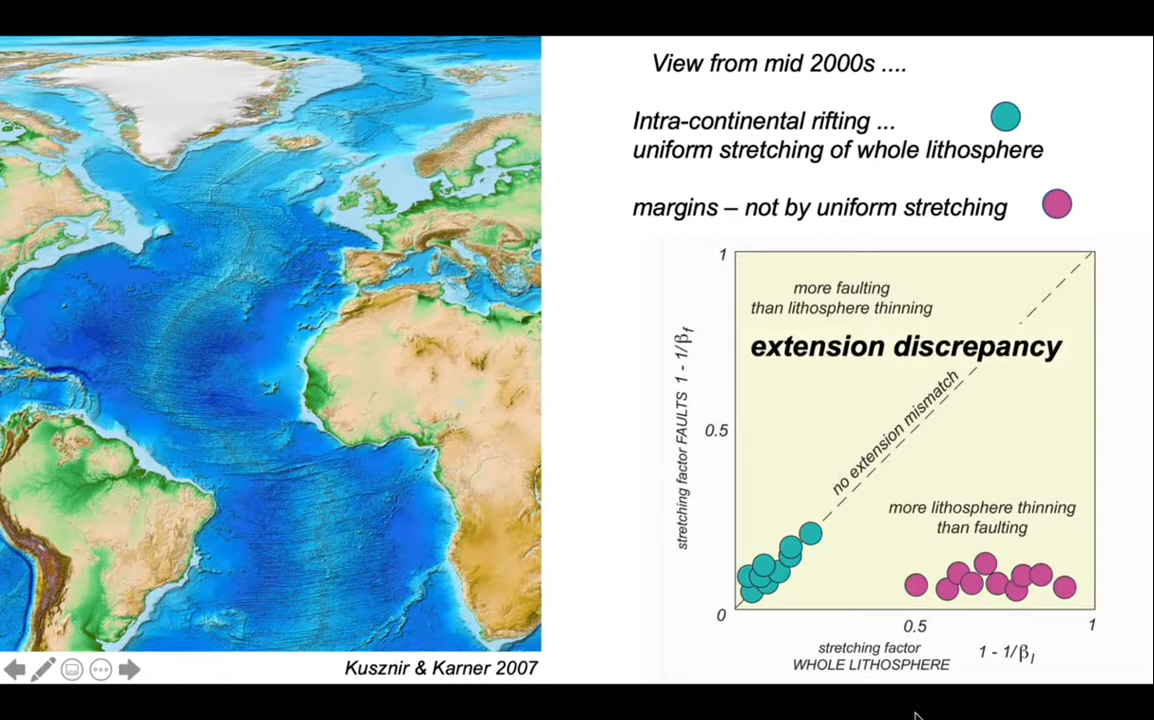 View from mid 2000s ....
Intra-continental rifting ...
uniform stretching of whole lithosphere
margins – not by uniform stretching
1
more faulting
than lithosphere thinning
extension discrepancy
no extension mismatch
stretching factor FAULTS 1 - 1/βf
0.5
more lithosphere thinning
than faulting
0
0.5
1
stretching factor
WHOLE LITHOSPHERE
1 - 1/βl
Kusznir & Karner 2007